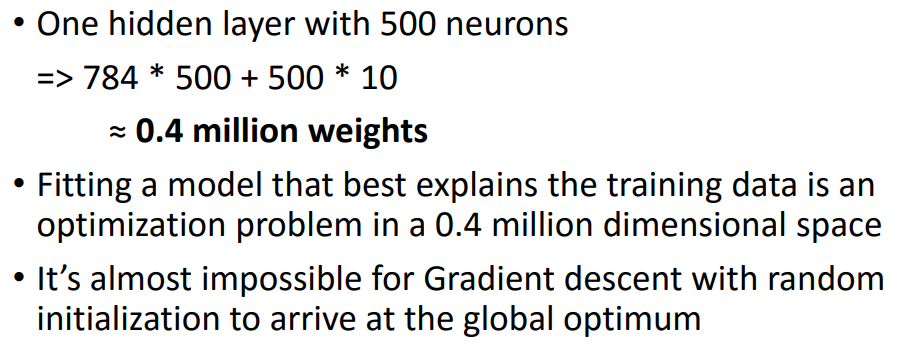 • One hidden layer with 500 neurons
=> 784 * 500 + 500 * 10
≈ 0.4 million weights
• Fitting a model that best explains the training data is an
optimization problem in a 0.4 million dimensional space
• It’s almost impossible for Gradient descent with random
initialization to arrive at the global optimum